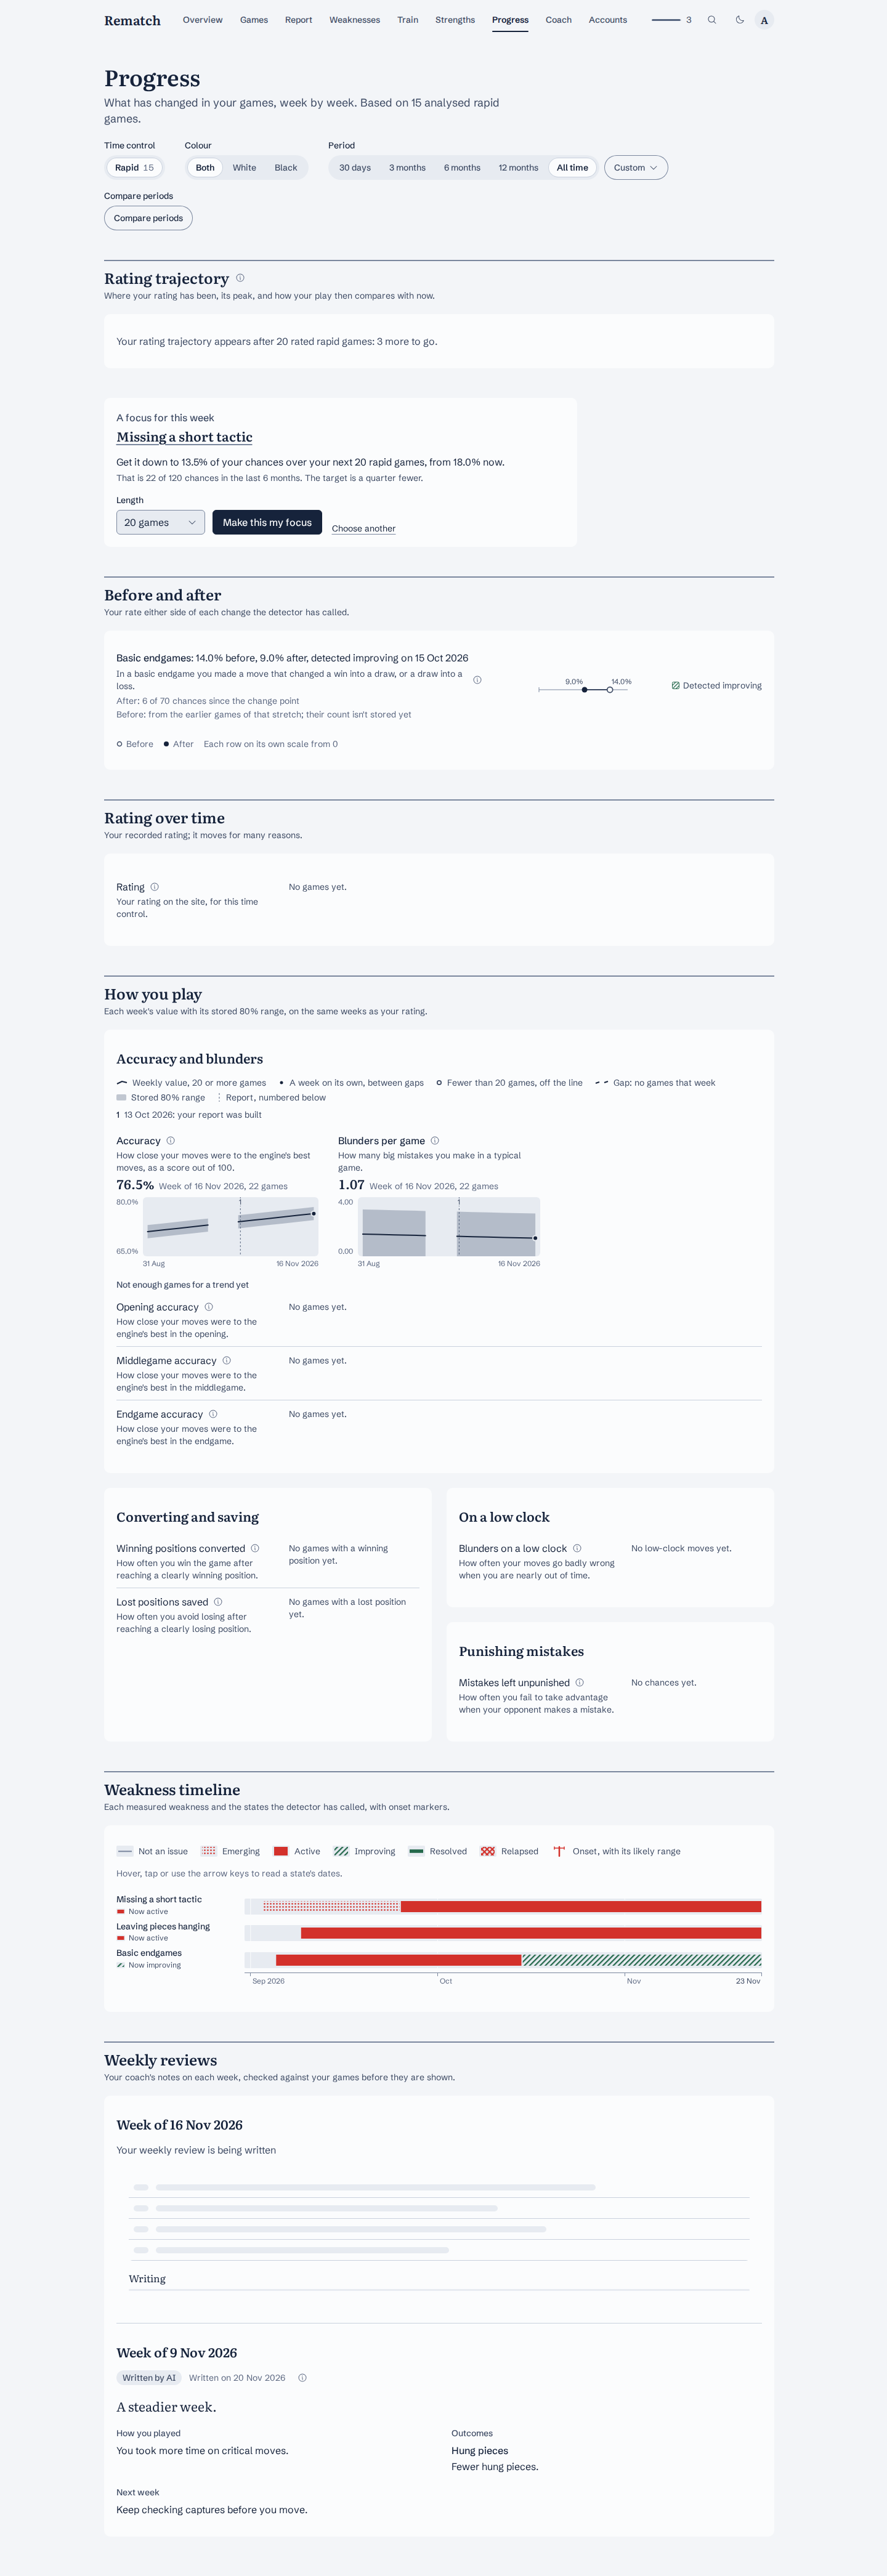 Rematch Overview Games Report Weaknesses Train Strengths Progress Coach Accounts 3 A
Progress
What has changed in your games, week by week. Based on 15 analysed rapid
games.
Time control Colour Period
Rapid 15 Both White Black 30 days 3 months 6 months 12 months All time Custom
Compare periods
Compare periods
Rating trajectory
Where your rating has been, its peak, and how your play then compares with now.
Your rating trajectory appears after 20 rated rapid games: 3 more to go.
A focus for this week
Missing a short tactic
Get it down to 13.5% of your chances over your next 20 rapid games, from 18.0% now.
That is 22 of 120 chances in the last 6 months. The target is a quarter fewer.
Length
20 games Make this my focus Choose another
Before and after
Your rate either side of each change the detector has called.
Basic endgames: 14.0% before, 9.0% after, detected improving on 15 Oct 2026
In a basic endgame you made a move that changed a win into a draw, or a draw into a
loss.
After: 6 of 70 chances since the change point
Before: from the earlier games of that stretch; their count isn't stored yet
9.0% 14.0%
Detected improving
Before After Each row on its own scale from 0
Rating over time
Your recorded rating; it moves for many reasons.
Rating No games yet.
Your rating on the site, for this time
control.
How you play
Each week's value with its stored 80% range, on the same weeks as your rating.
Accuracy and blunders
Weekly value, 20 or more games A week on its own, between gaps Fewer than 20 games, off the line Gap: no games that week
Stored 80% range Report, numbered below
1 13 Oct 2026: your report was built
Accuracy
How close your moves were to the engine's best
moves, as a score out of 100.
76.5% Week of 16 Nov 2026, 22 games
80.0%
1
65.0%
31 Aug 16 Nov 2026
Blunders per game
How many big mistakes you make in a typical
game.
1.07 Week of 16 Nov 2026, 22 games
4.00
1
0.00
31 Aug 16 Nov 2026
Not enough games for a trend yet
Opening accuracy No games yet.
How close your moves were to the
engine's best in the opening.
Middlegame accuracy No games yet.
How close your moves were to the
engine's best in the middlegame.
Endgame accuracy No games yet.
How close your moves were to the
engine's best in the endgame.
Converting and saving
Winning positions converted
How often you win the game after
reaching a clearly winning position.
No games with a winning
position yet.
Lost positions saved
How often you avoid losing after
reaching a clearly losing position.
No games with a lost position
yet.
On a low clock
Blunders on a low clock No low-clock moves yet.
How often your moves go badly wrong
when you are nearly out of time.
Punishing mistakes
Mistakes left unpunished No chances yet.
How often you fail to take advantage
when your opponent makes a mistake.
Weakness timeline
Each measured weakness and the states the detector has called, with onset markers.
Not an issue Emerging Active Improving Resolved Relapsed Onset, with its likely range
Hover, tap or use the arrow keys to read a state's dates.
Missing a short tactic
Now active
Leaving pieces hanging
Now active
Basic endgames
Now improving
Sep 2026 Oct Nov 23 Nov
Weekly reviews
Your coach's notes on each week, checked against your games before they are shown.
Week of 16 Nov 2026
Your weekly review is being written
Writing
Week of 9 Nov 2026
Written by AI Written on 20 Nov 2026
A steadier week.
How you played
You took more time on critical moves.
Outcomes
Hung pieces
Fewer hung pieces.
Next week
Keep checking captures before you move.